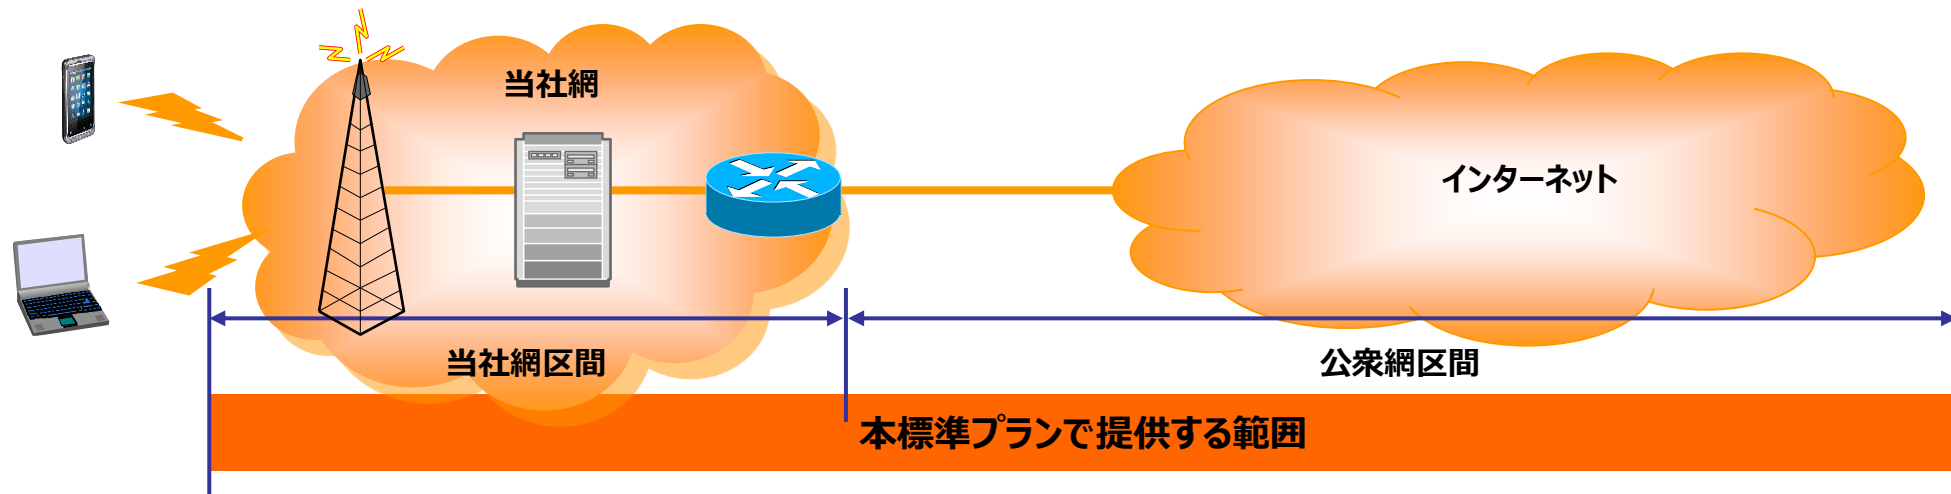 当社網
インターネット
当社網区間
公衆網区間
本標準プランで提供する範囲